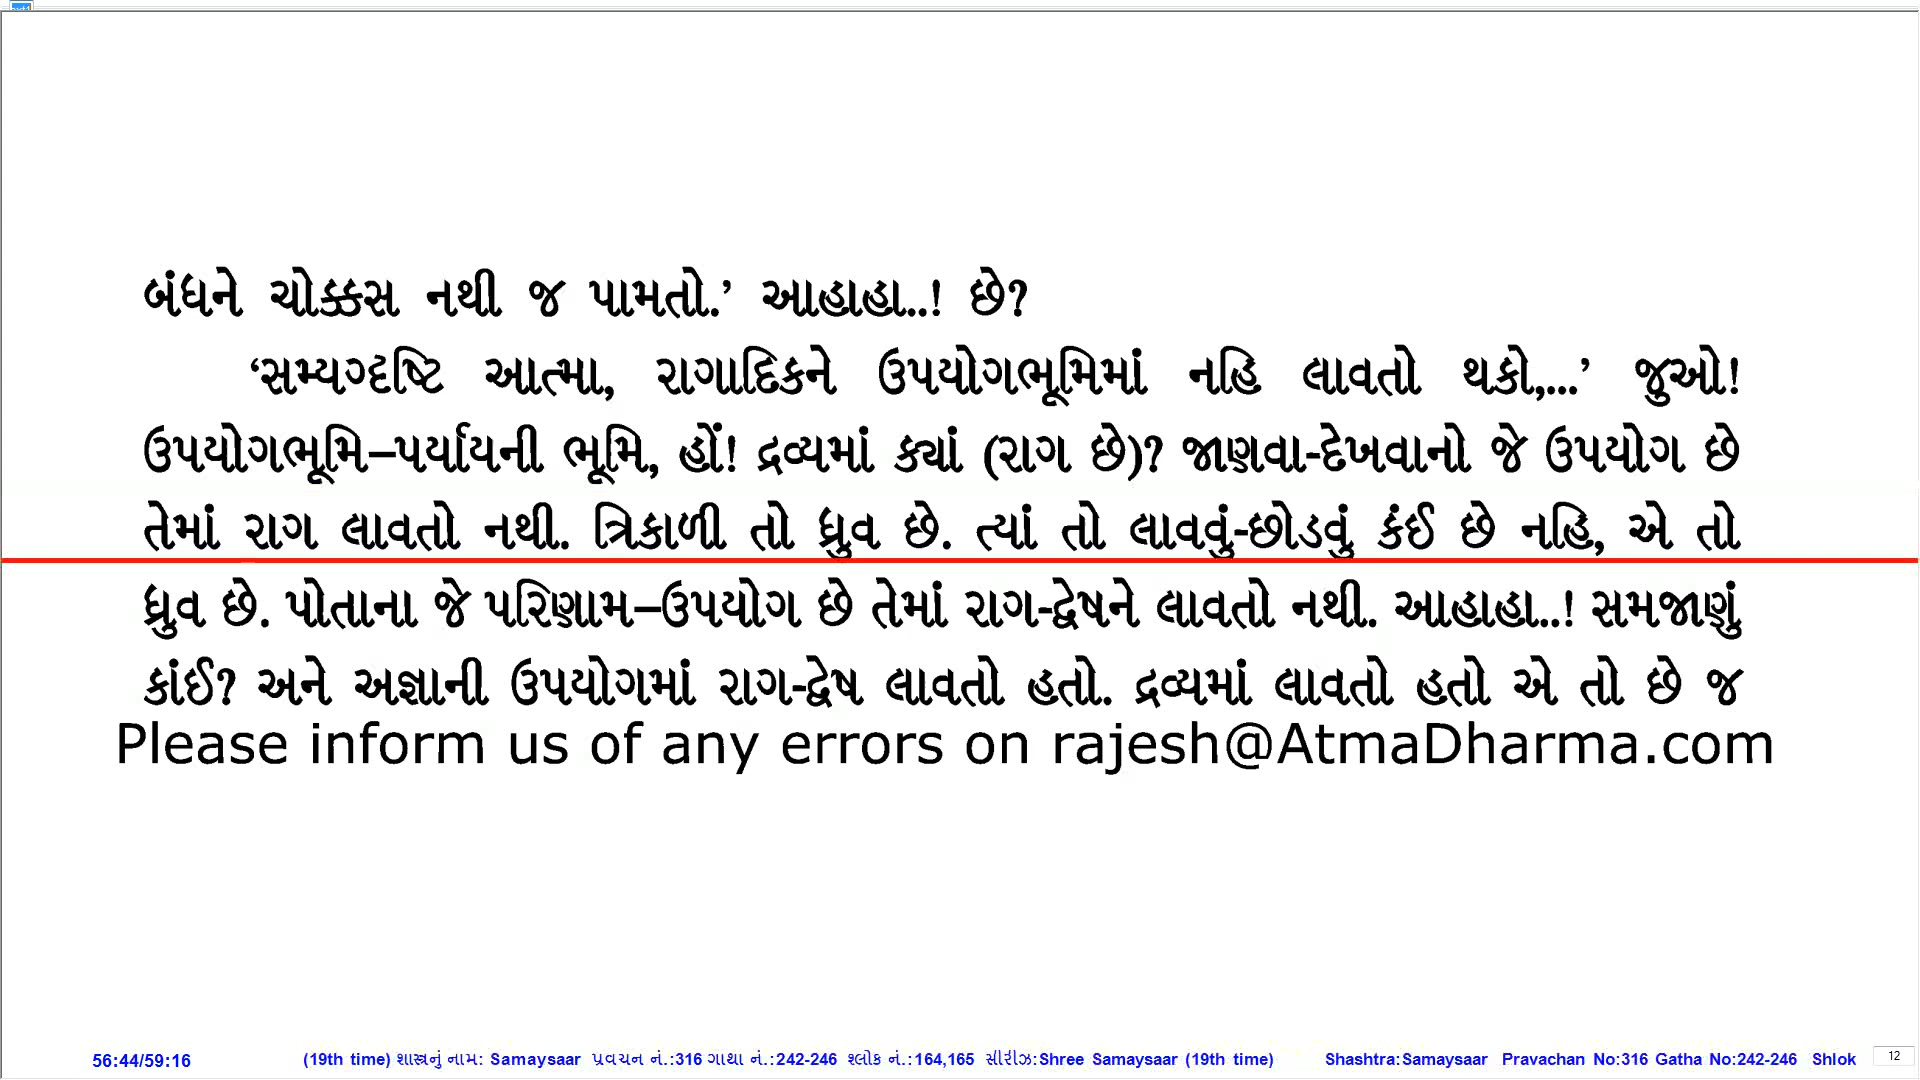 બંધને ચોક્કસ નથી જ પામતો.’ આહાહા..! છે?
‘સમ્યગ્દૃષ્ટિ આત્મા, રાગાદિકને ઉપયોગભૂમિમાં નહિ લાવતો થકો,...’ જુઓ!
ઉપયોગભૂમિ–પર્યાયની ભૂમિ, હોં! દ્રવ્યમાં ક્યાં (રાગ છે)? જાણવા-દેખવાનો જે ઉપયોગ છે
તેમાં રાગ લાવતો નથી. ત્રિકાળી તો ધ્રુવ છે. ત્યાં તો લાવવું-છોડવું કંઈ છે નહિ, એ તો
ધ્રુવ છે. પોતાના જે પરિણામ–ઉપયોગ છે તેમાં રાગ-દ્વેષને લાવતો નથી. આહાહા..! સમજાણું
કાંઈ? અને અજ્ઞાની ઉપયોગમાં રાગ-દ્વેષ લાવતો હતો. દ્રવ્યમાં લાવતો હતો એ તો છે જ
Please inform us of any errors on rajesh@AtmaDharma.com
56:44/59:16 (19th time) શાસ્ત્રનું નામ: Samaysaar પ્રવચન નં.:316 ગાથા નં.:242-246 શ્લોક નં.:164,165 સીરીઝ:Shree Samaysaar (19th time) Shashtra:Samaysaar Pravachan No:316 Gatha No:242-246 Shlok 12